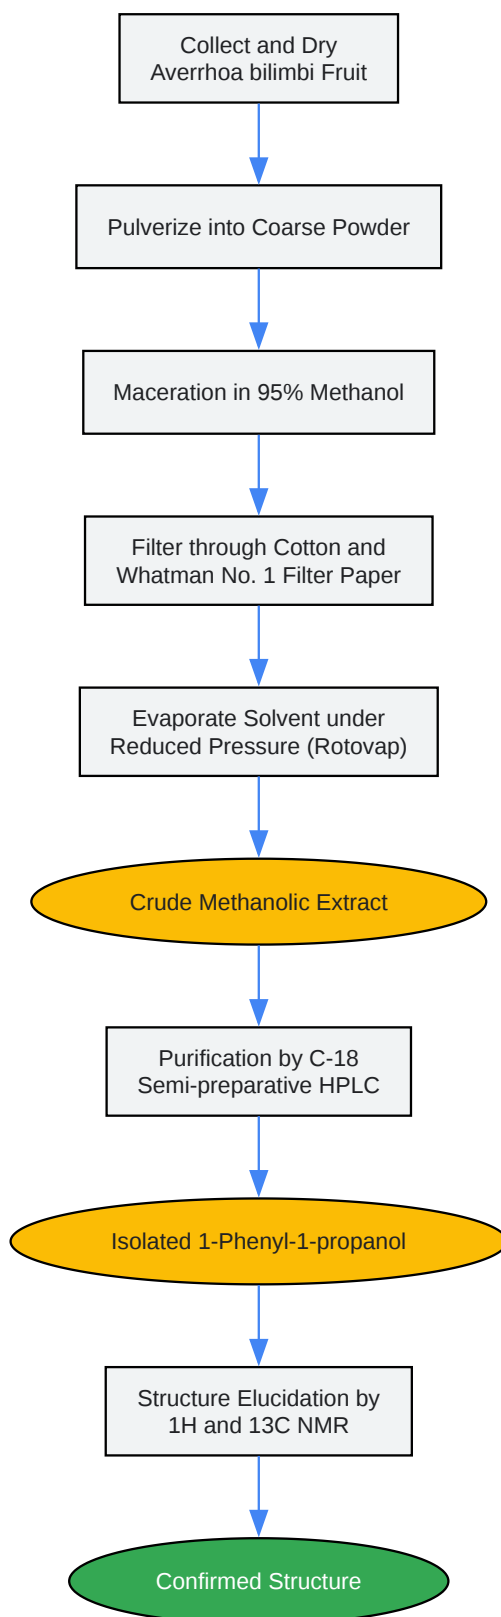 Collect and Dry
Averrhoa bilimbi Fruit
Pulverize into Coarse Powder
Maceration in 95% Methanol
Filter through Cotton and
Whatman No. 1 Filter Paper
Evaporate Solvent under
Reduced Pressure (Rotovap)
Crude Methanolic Extract
Purification by C-18
Semi-preparative HPLC
Isolated 1-Phenyl-1-propanol
Structure Elucidation by
1H and 13C NMR
Confirmed Structure